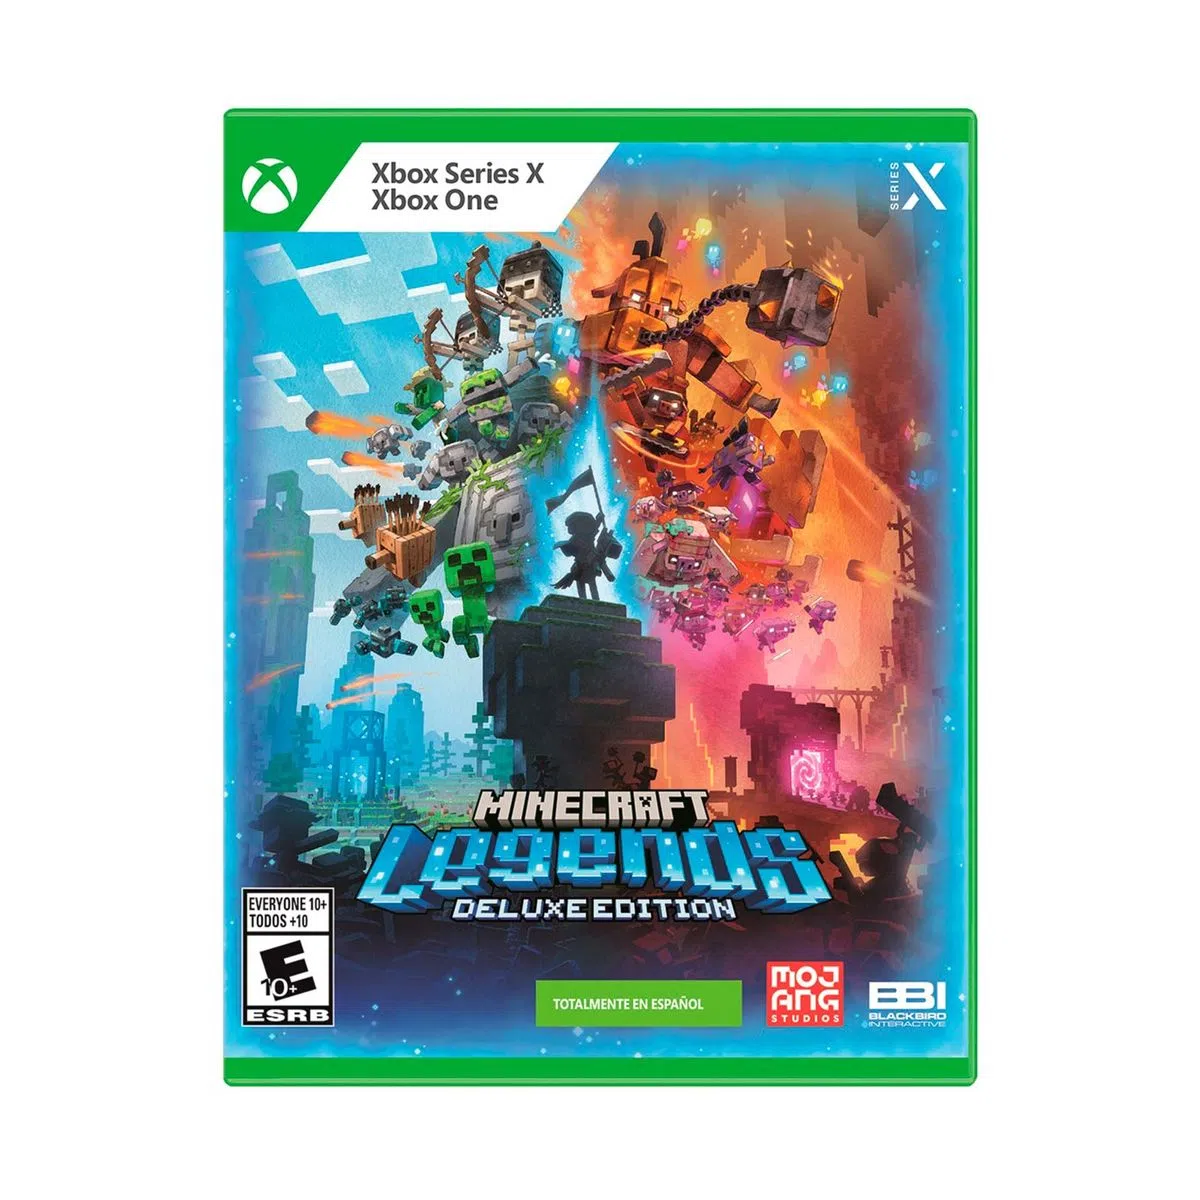 Xbox Series X
Xbox One
SERIES X
MINECRAFT
Legends
DELUXE EDITION
EVERYONE 10+
TODOS +10
E
10+
ESRB
TOTALMENTE EN ESPAÑOL
MOJ
ANG
STUDIOS
BBI
BLACKBIRD
INTERACTIVE